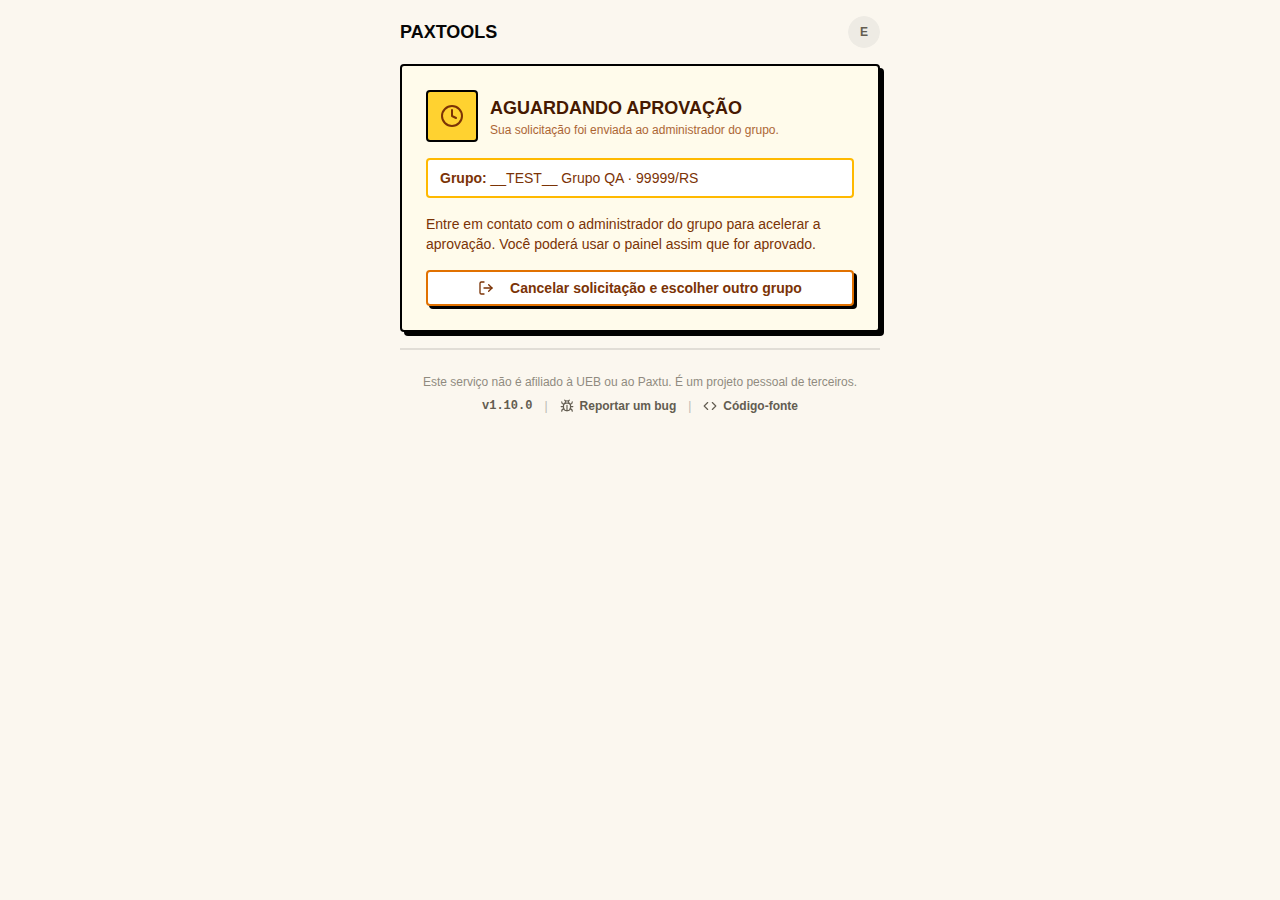 PAXTOOLS
E
AGUARDANDO APROVAÇÃO
Sua solicitação foi enviada ao administrador do grupo.
Grupo: __TEST__ Grupo QA · 99999/RS
Entre em contato com o administrador do grupo para acelerar a
aprovação. Você poderá usar o painel assim que for aprovado.
Cancelar solicitação e escolher outro grupo
Este serviço não é afiliado à UEB ou ao Paxtu. É um projeto pessoal de terceiros.
v1.10.0 | Reportar um bug | Código-fonte